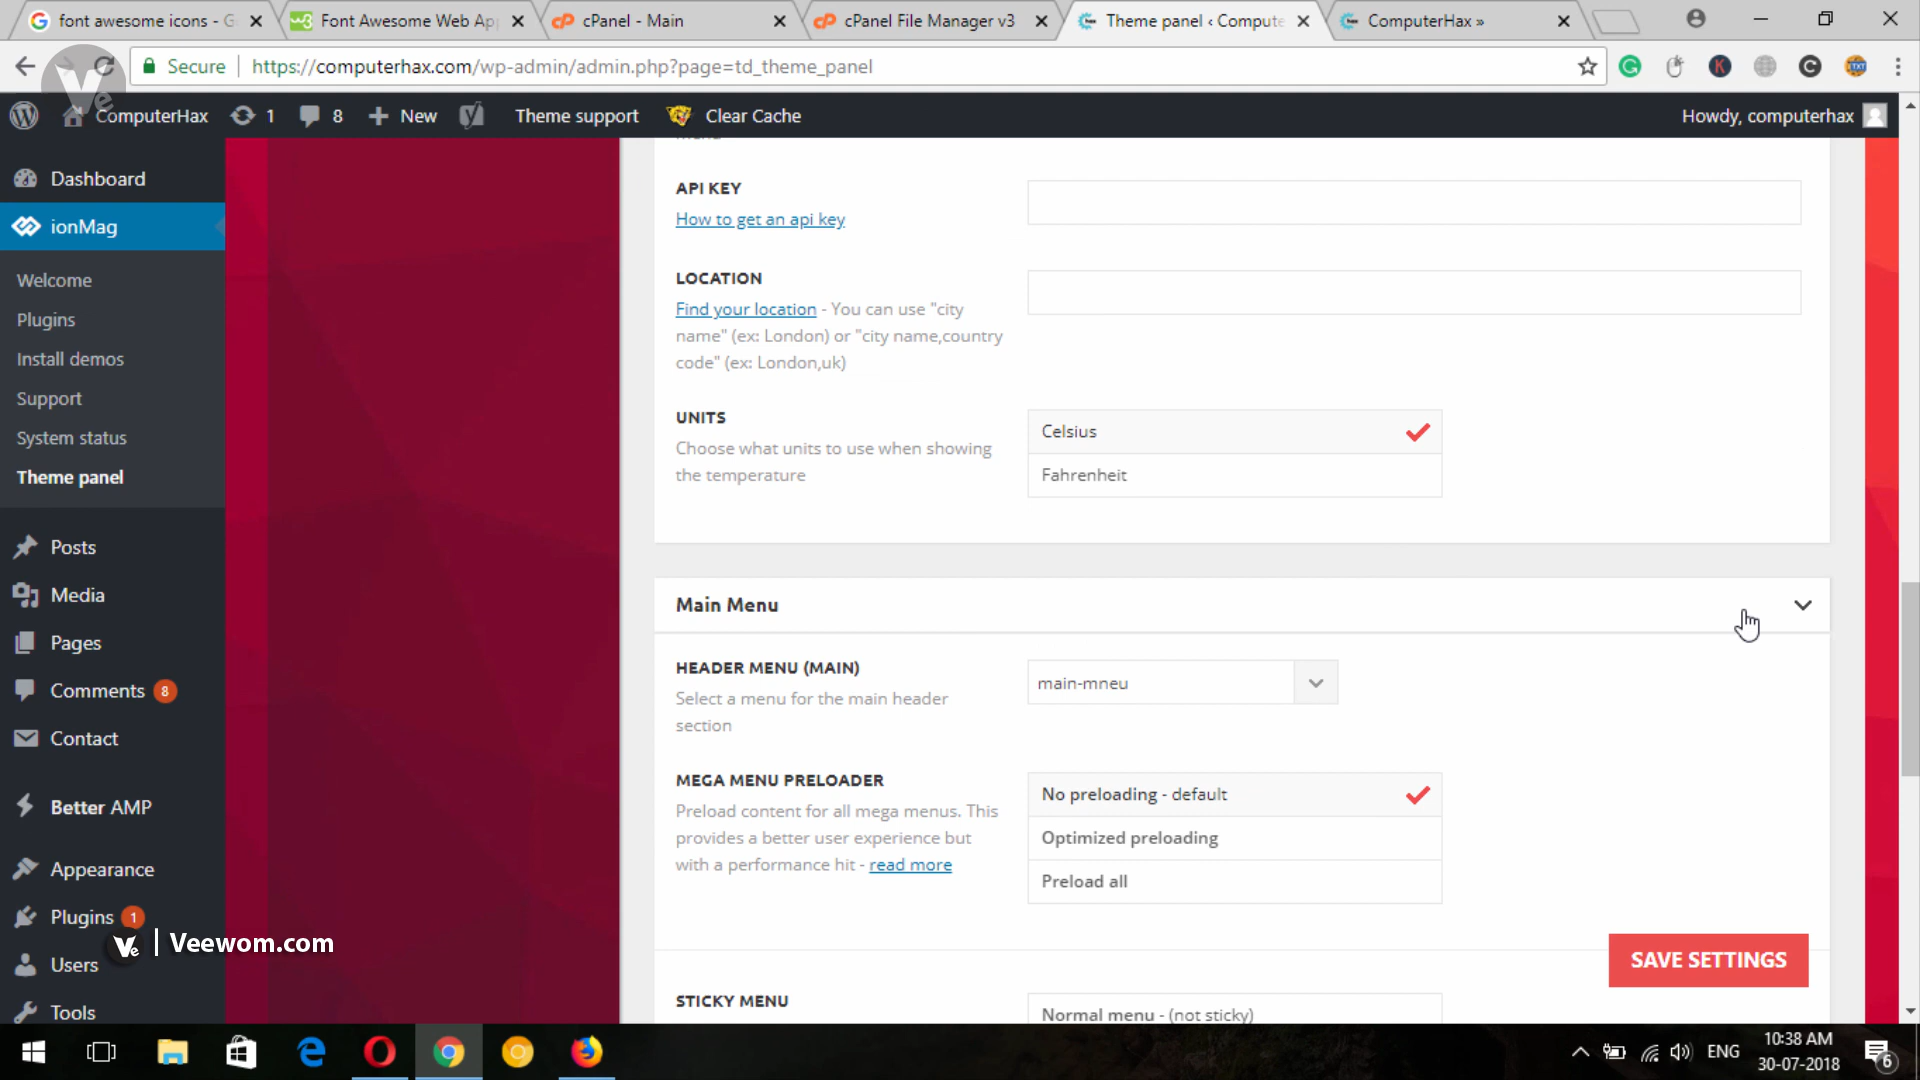 font awesome icons - G
Font Awesome Web App
cPanel - Main
cPanel File Manager v3
Theme panel ‹ Compute
ComputerHax »
Secure
https://computerhax.com/wp-admin/admin.php?page=td_theme_panel
ComputerHax
1
8
New
Theme support
Clear Cache
Howdy, computerhax
Dashboard
ionMag
Welcome
Plugins
Install demos
Support
System status
Theme panel
Posts
Media
Pages
Comments 8
Contact
Better AMP
Appearance
Plugins 1
Users
Tools
Ve
Ve | Veewom.com
API KEY
How to get an api key
LOCATION
Find your location - You can use "city
name" (ex: London) or "city name,country
code" (ex: London,uk)
UNITS
Choose what units to use when showing
the temperature
Celsius
Fahrenheit
Main Menu
HEADER MENU (MAIN)
Select a menu for the main header
section
main-mneu
MEGA MENU PRELOADER
Preload content for all mega menus. This
provides a better user experience but
with a performance hit - read more
No preloading - default
Optimized preloading
Preload all
SAVE SETTINGS
STICKY MENU
Normal menu - (not sticky)
ENG
10:38 AM
30-07-2018
6